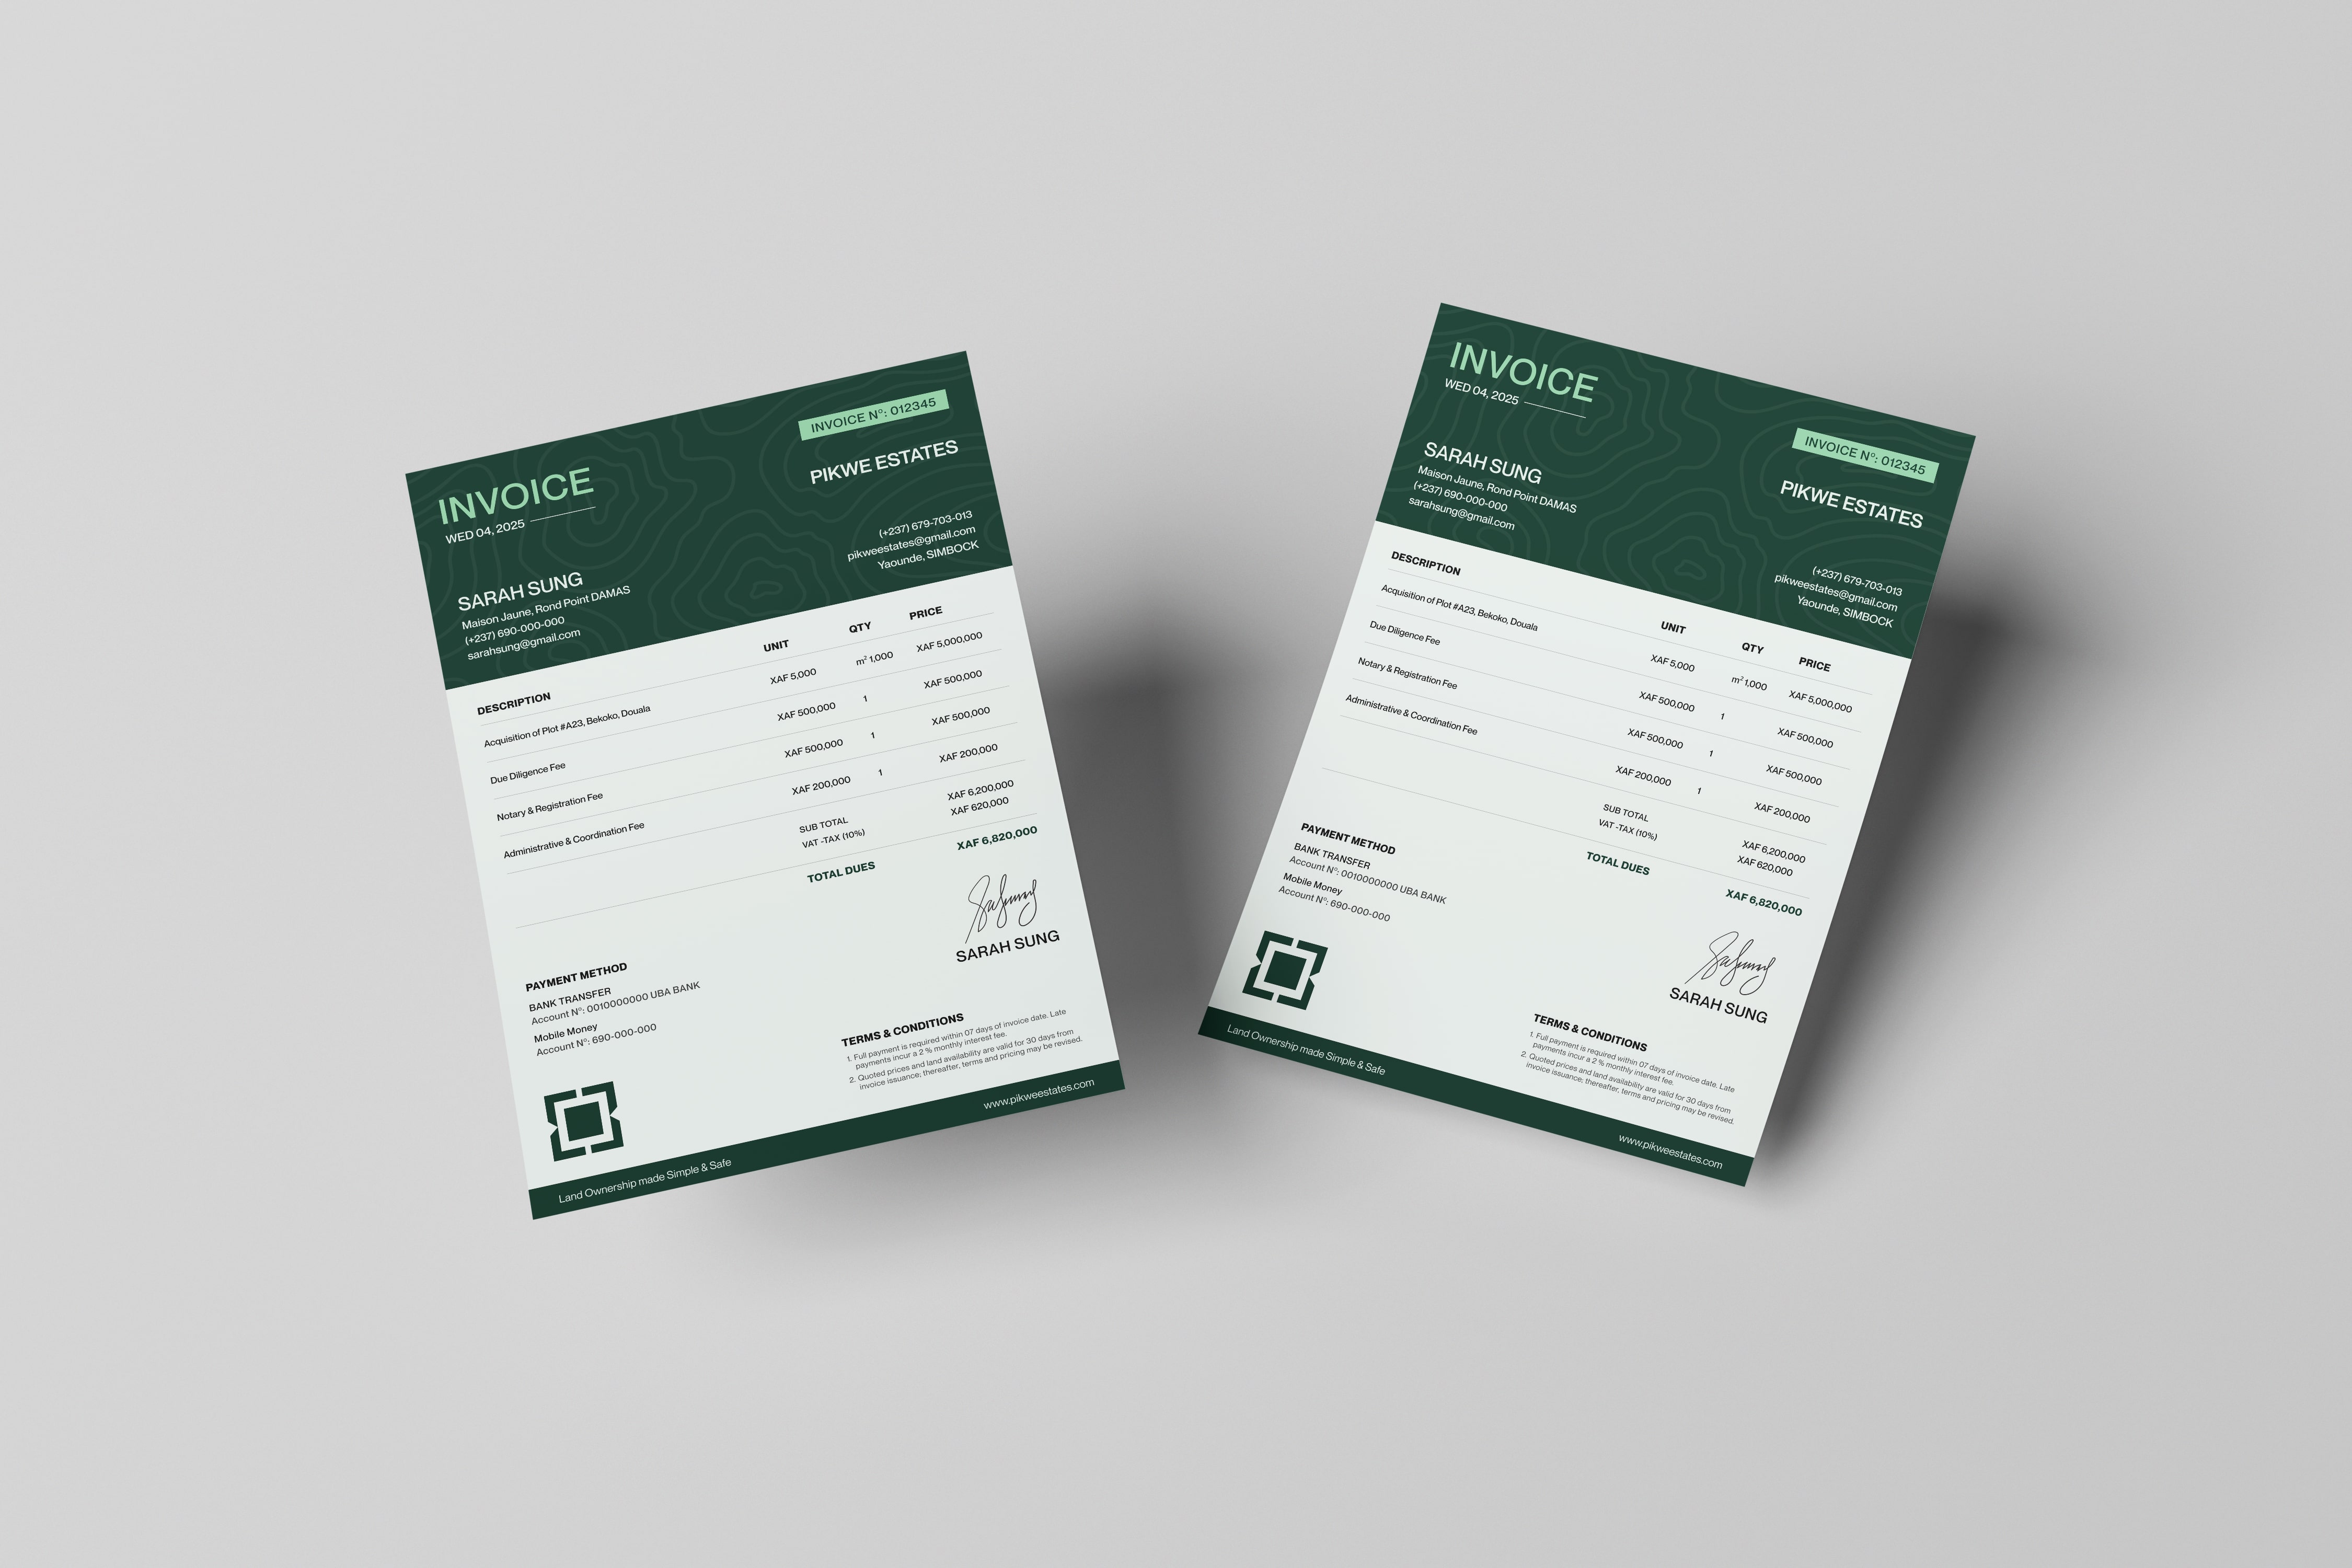 INVOICE
WED 04, 2025
INVOICE Nº: 012345
PIKWE ESTATES
SARAH SUNG
Maison Jaune, Rond Point DAMAS
(+237) 690-000-000
sarahsung@gmail.com
(+237) 679-703-013
pikweestates@gmail.com
Yaounde, SIMBOCK
DESCRIPTION UNIT QTY PRICE
Acquisition of Plot #A23, Bekoko, Douala XAF 5,000 m² 1,000 XAF 5,000,000
Due Diligence Fee XAF 500,000 1 XAF 500,000
Notary & Registration Fee XAF 500,000 1 XAF 500,000
Administrative & Coordination Fee XAF 200,000 1 XAF 200,000
SUB TOTAL XAF 6,200,000
VAT -TAX (10%) XAF 620,000
TOTAL DUES XAF 6,820,000
PAYMENT METHOD
BANK TRANSFER
Account Nº: 0010000000 UBA BANK
Mobile Money
Account Nº: 690-000-000
SARAH SUNG
TERMS & CONDITIONS
1. Full payment is required within 07 days of invoice date. Late
payments incur a 2 % monthly interest fee.
2. Quoted prices and land availability are valid for 30 days from
invoice issuance; thereafter, terms and pricing may be revised.
Land Ownership made Simple & Safe
www.pikweestates.com
INVOICE
WED 04, 2025
INVOICE Nº: 012345
PIKWE ESTATES
SARAH SUNG
Maison Jaune, Rond Point DAMAS
(+237) 690-000-000
sarahsung@gmail.com
(+237) 679-703-013
pikweestates@gmail.com
Yaounde, SIMBOCK
DESCRIPTION UNIT QTY PRICE
Acquisition of Plot #A23, Bekoko, Douala XAF 5,000 m² 1,000 XAF 5,000,000
Due Diligence Fee XAF 500,000 1 XAF 500,000
Notary & Registration Fee XAF 500,000 1 XAF 500,000
Administrative & Coordination Fee XAF 200,000 1 XAF 200,000
SUB TOTAL XAF 6,200,000
VAT -TAX (10%) XAF 620,000
TOTAL DUES XAF 6,820,000
PAYMENT METHOD
BANK TRANSFER
Account Nº: 0010000000 UBA BANK
Mobile Money
Account Nº: 690-000-000
SARAH SUNG
TERMS & CONDITIONS
1. Full payment is required within 07 days of invoice date. Late
payments incur a 2 % monthly interest fee.
2. Quoted prices and land availability are valid for 30 days from
invoice issuance; thereafter, terms and pricing may be revised.
Land Ownership made Simple & Safe
www.pikweestates.com